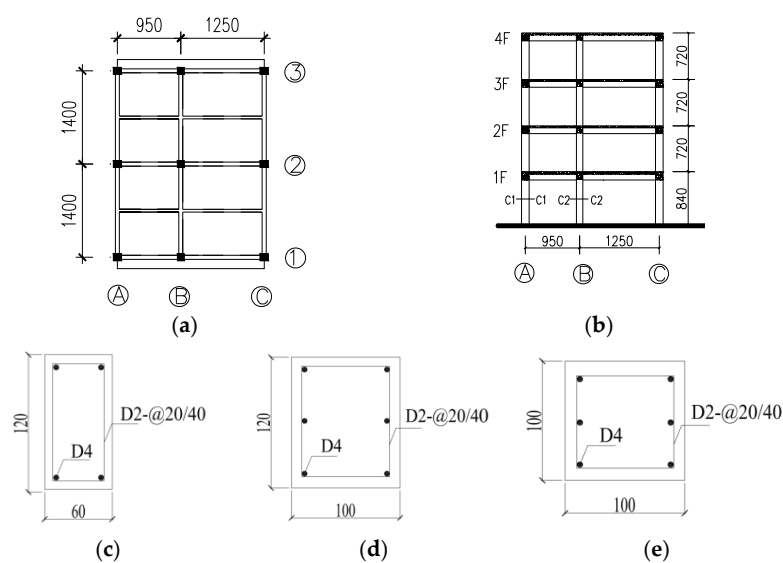 950 1250
1400
1400
3
2
1
A B C
(a)
4F
3F
2F
1F
720
720
720
840
C1 C1 C2 C2
950 1250
A B C
(b)
120
D2-@20/40
D4
60
(c)
120
D2-@20/40
D4
100
(d)
100
D2-@20/40
D4
100
(e)